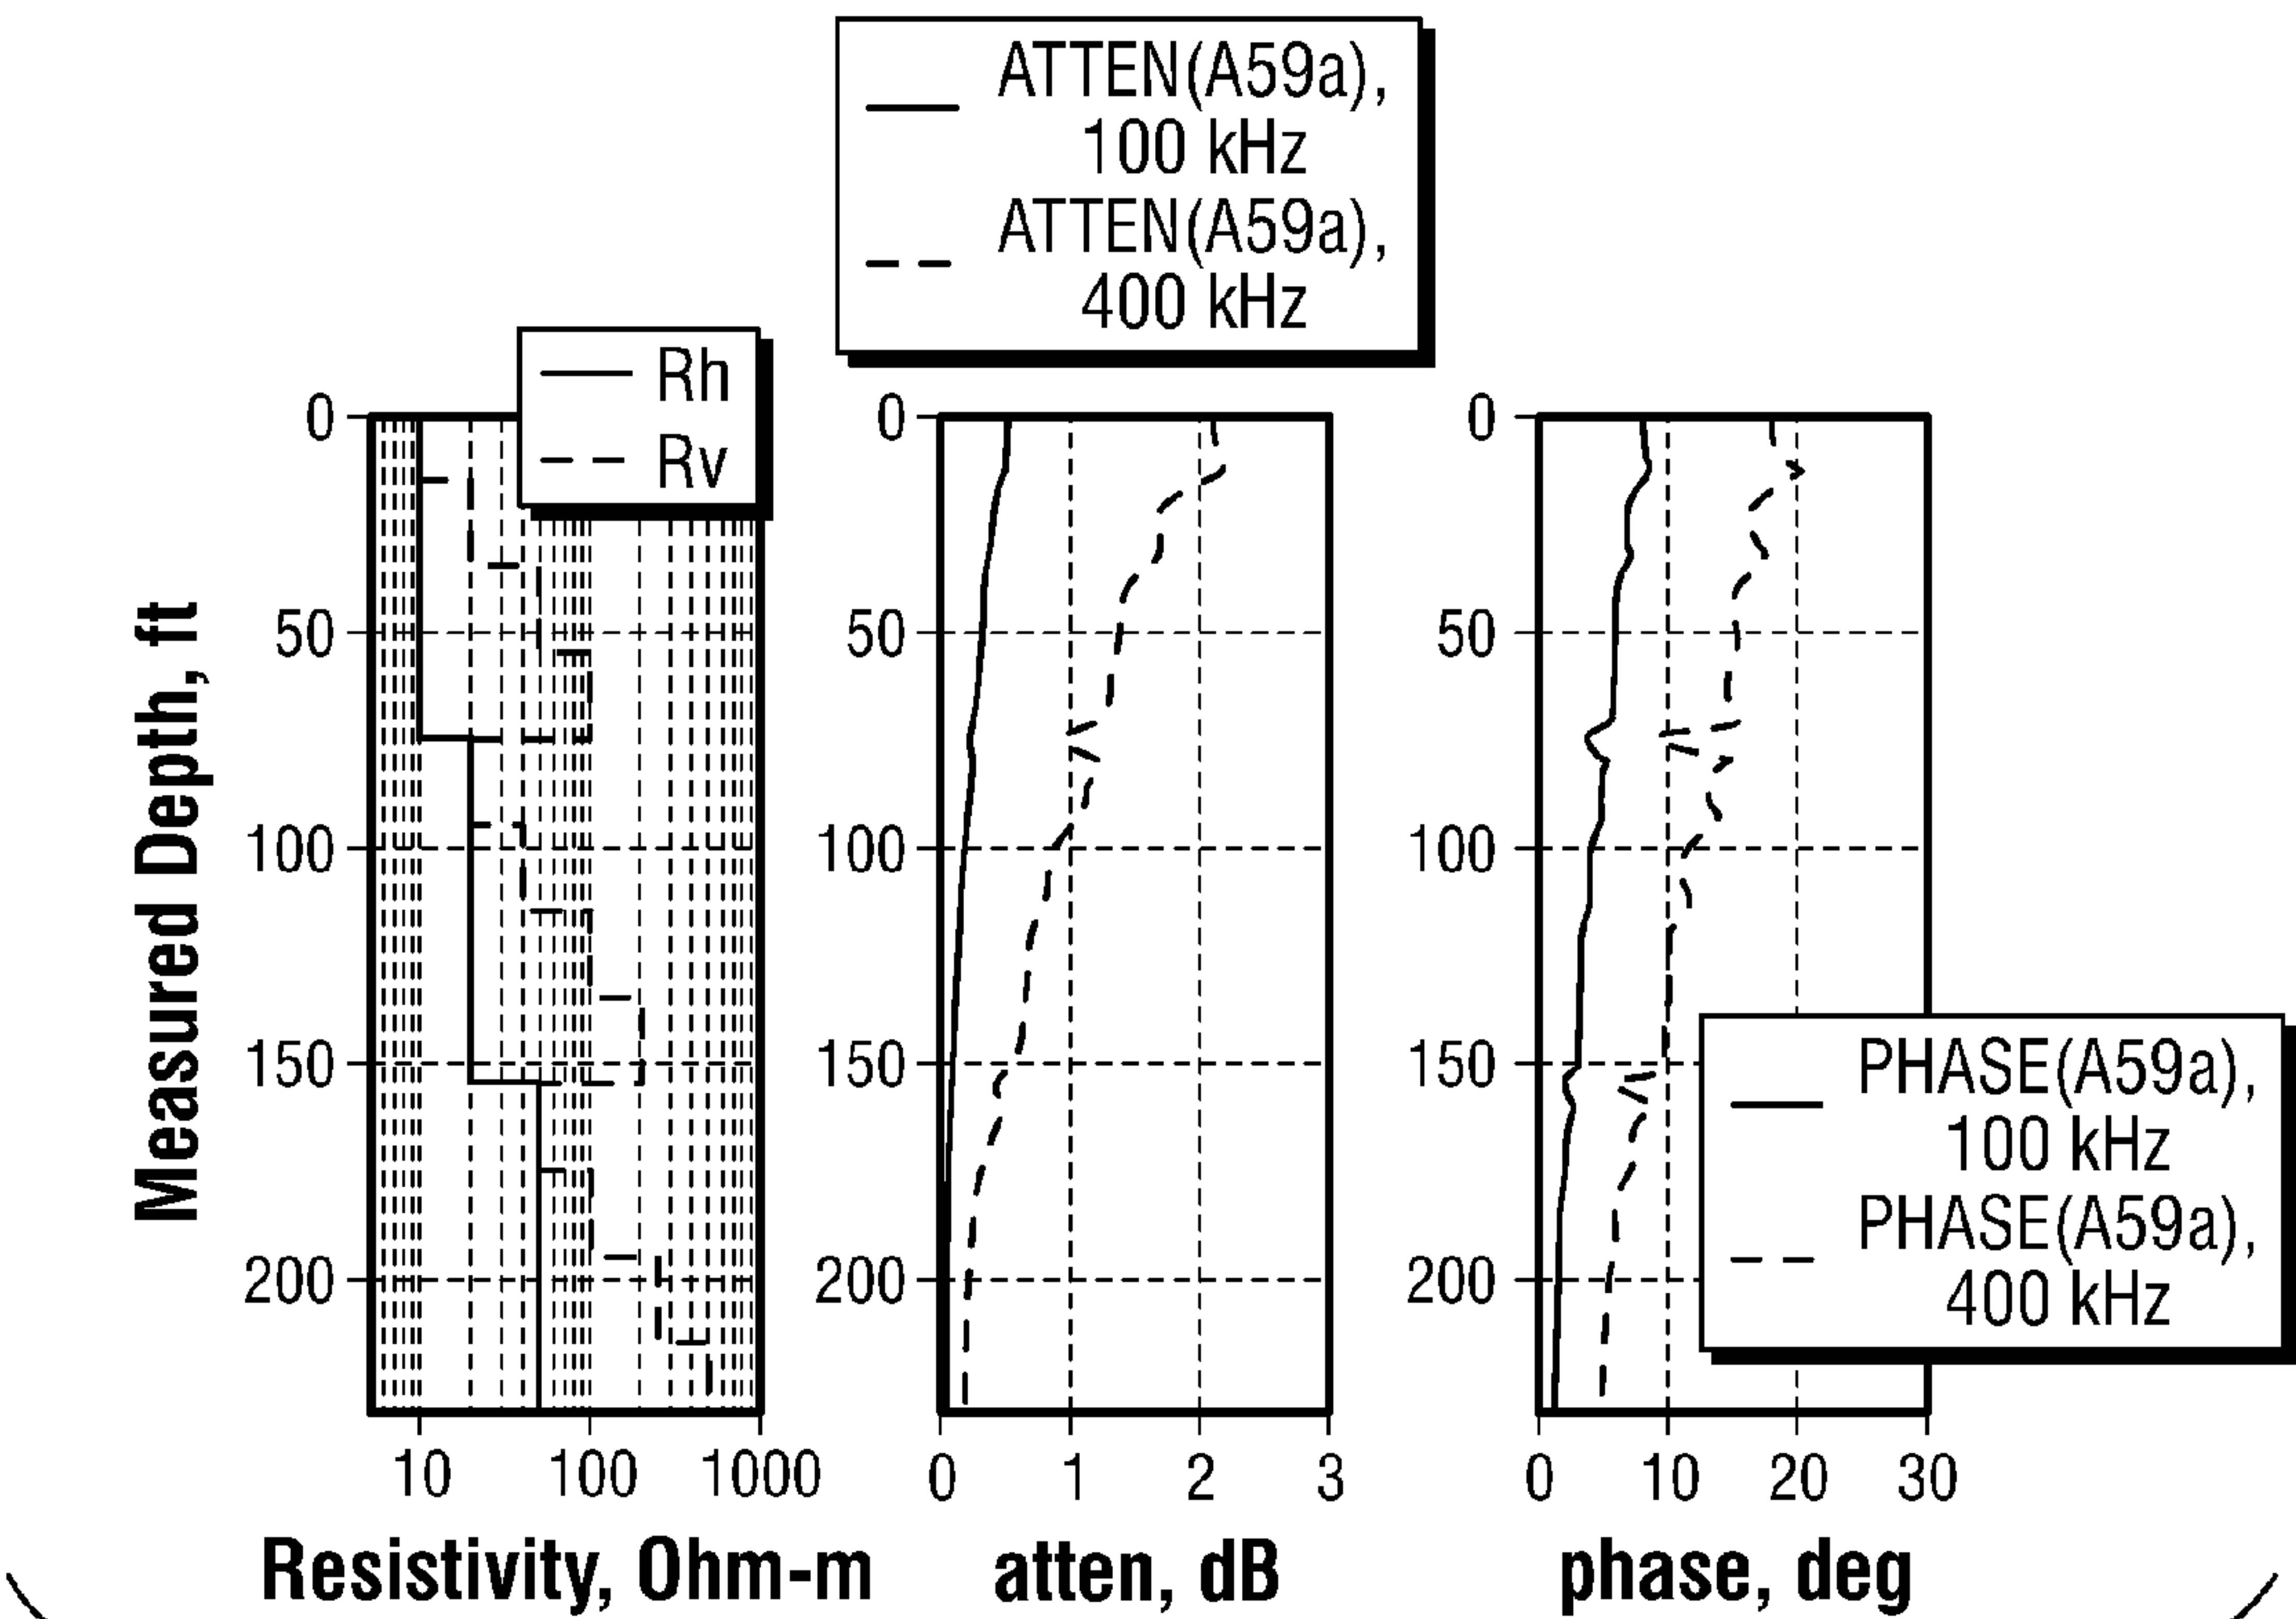 ATTEN(A59a),
100 kHz
ATTEN(A59a),
400 kHz
Rh
Rv
0
50
100
150
200
Measured Depth, ft
10 100 1000
Resistivity, Ohm-m
0
50
100
150
200
0 1 2 3
atten, dB
0
50
100
150
200
PHASE(A59a),
100 kHz
PHASE(A59a),
400 kHz
0 10 20 30
phase, deg